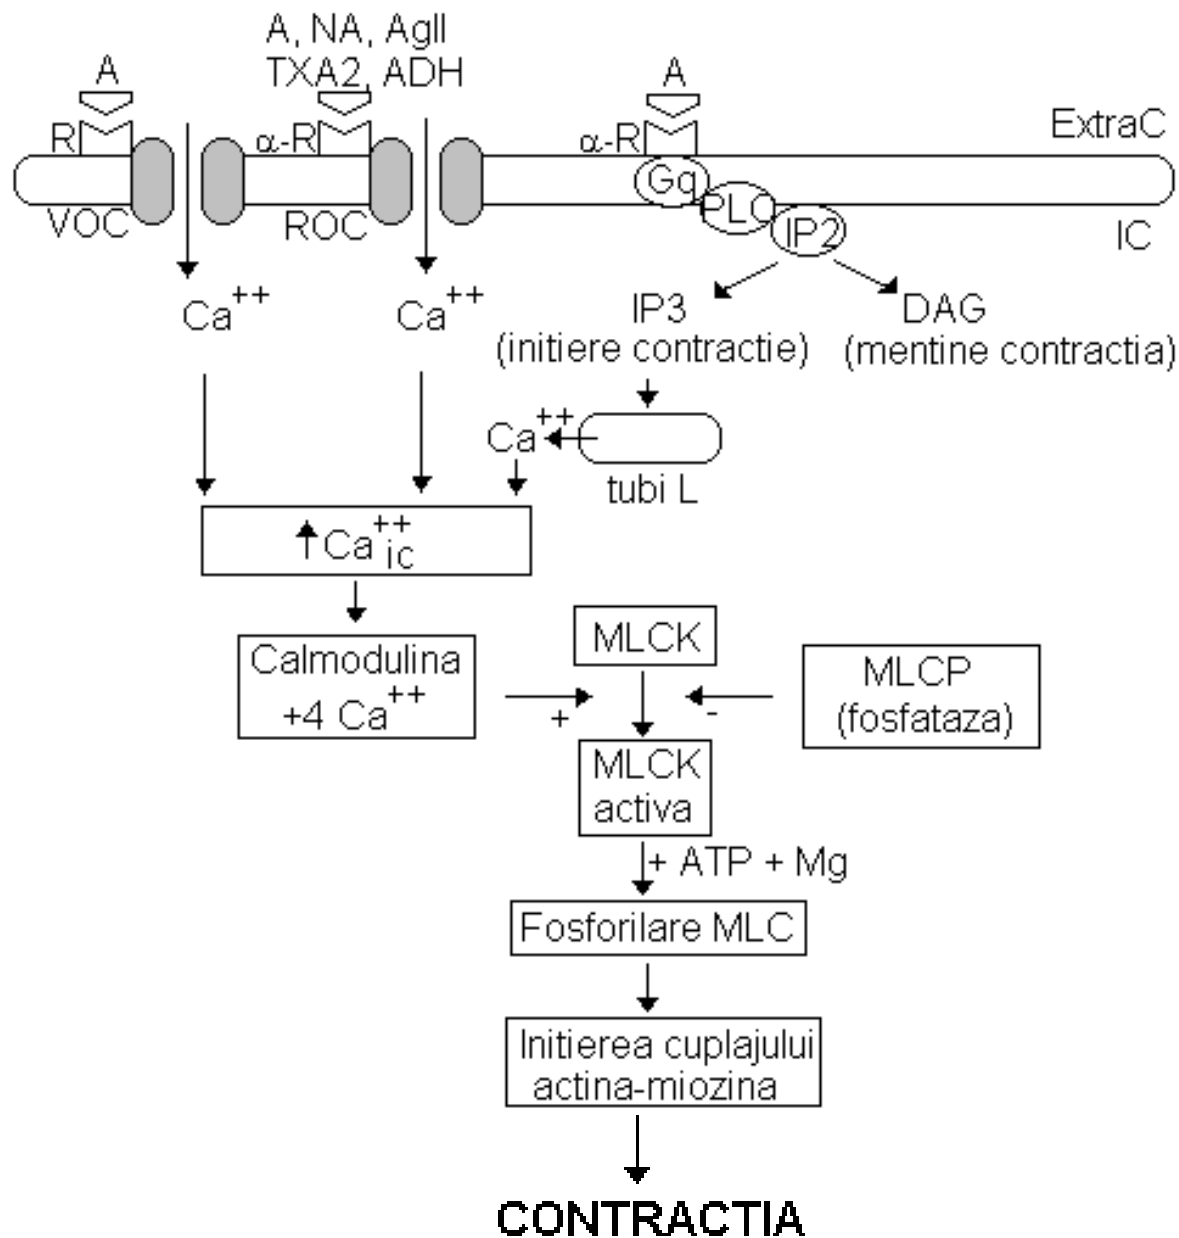 A, NA, AgII
A
TXA2, ADH
A
R
α-R
α-R
ExtraC
Gq
PLC
VOC
ROC
IP2
IC
Ca++
Ca++
IP3
DAG
(initiere contractie)
(mentine contractia)
Ca++
tubi L
Ca++ic
MLCK
Calmodulina
+4 Ca++
+
-
MLCP
(fosfataza)
MLCK
activa
+ ATP + Mg
Fosforilare MLC
Initierea cuplajului
actina-miozina
CONTRACTIA